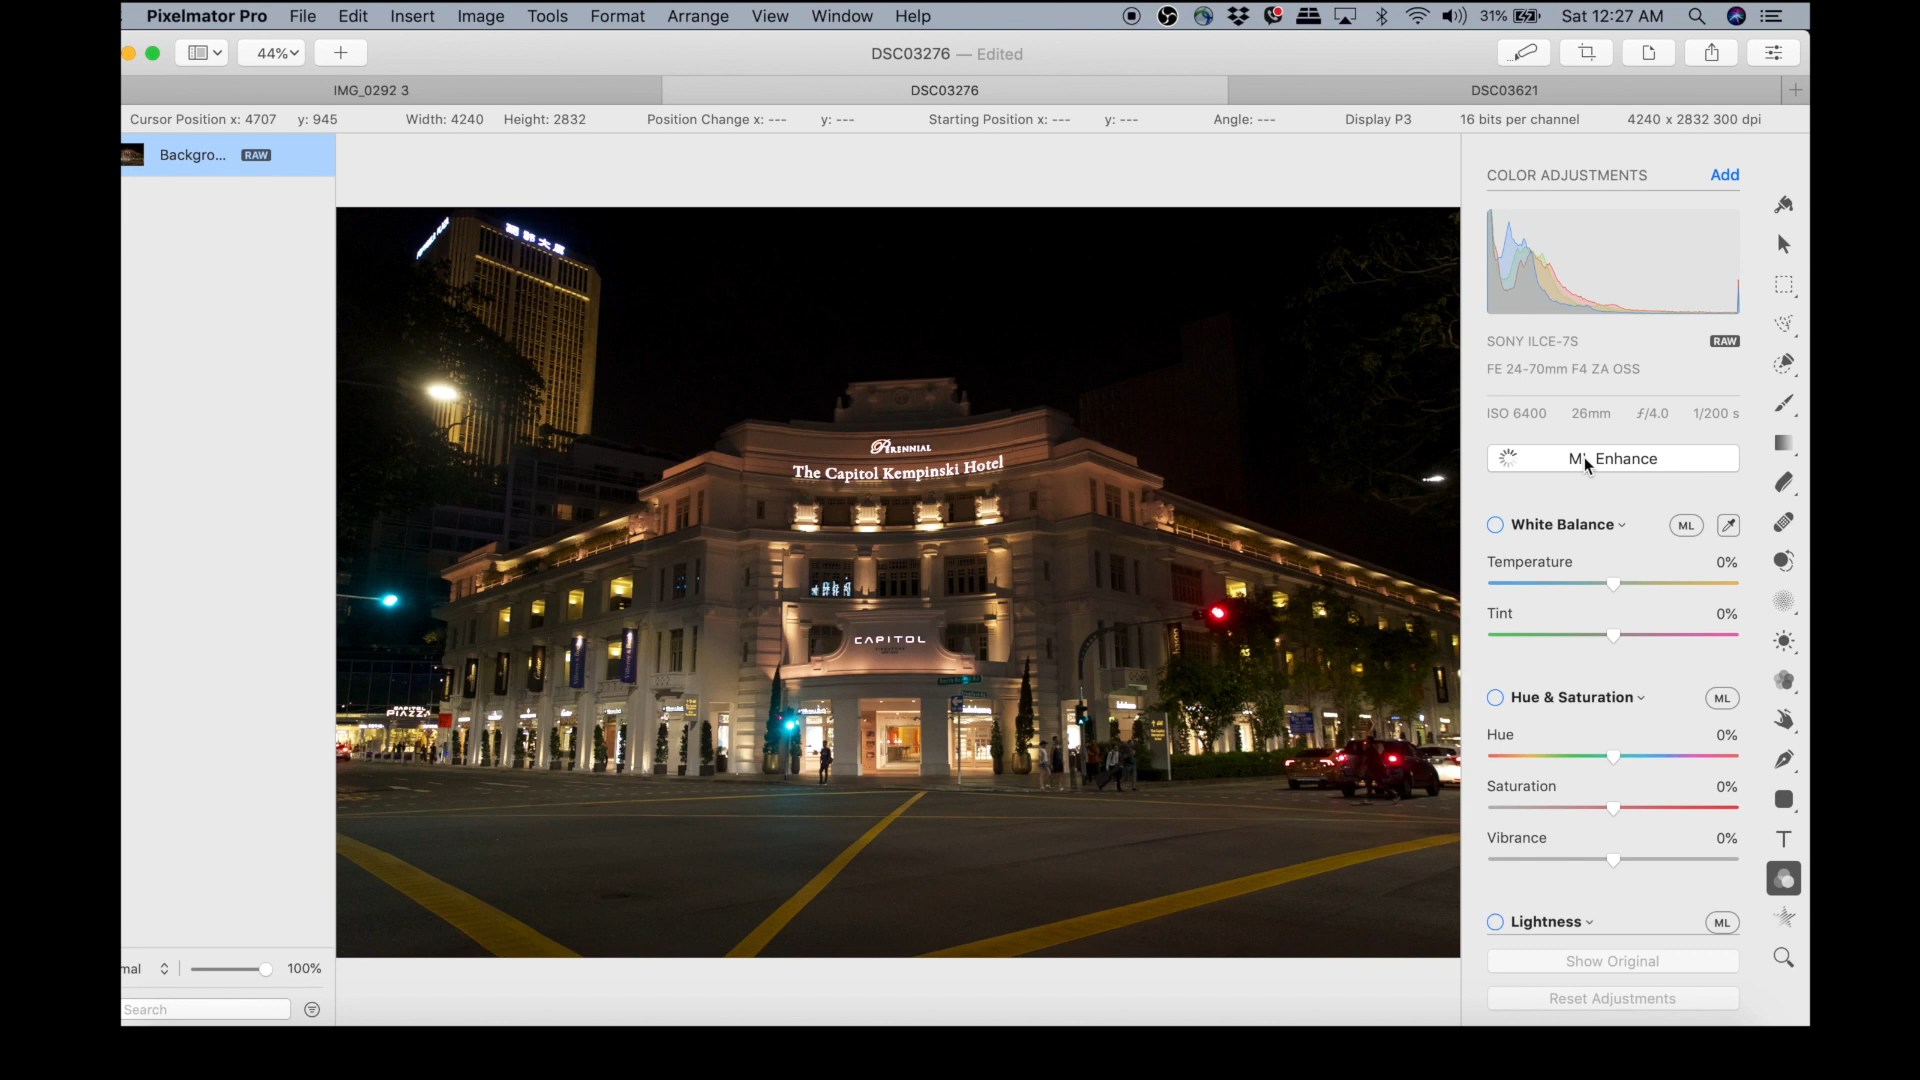 Pixelmator Pro File Edit Insert Image Tools Format Arrange View Window Help 31% Sat 12:27 AM
44% DSC03276 — Edited
IMG_0292 3 DSC03276 DSC03621
Cursor Position x: 4707 y: 945 Width: 4240 Height: 2832 Position Change x: --- y: --- Starting Position x: --- y: --- Angle: --- Display P3 16 bits per channel 4240 x 2832 300 dpi
Backgro... RAW
COLOR ADJUSTMENTS Add
SONY ILCE-7S RAW
FE 24-70mm F4 ZA OSS
ISO 6400 26mm ƒ/4.0 1/200 s
Enhance
White Balance ML
Temperature 0%
Tint 0%
Hue & Saturation ML
Hue 0%
Saturation 0%
Vibrance 0%
Lightness ML
Show Original
Reset Adjustments
PERENNIAL
The Capitol Kempinski Hotel
CAPITOL
CAPITOL
PIAZZA
100%
Search